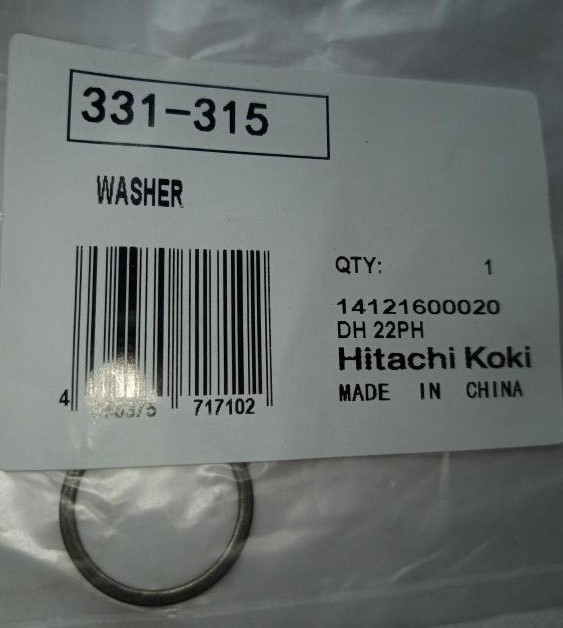 331-315
WASHER
QTY: 1
14121600020
DH 22PH
Hitachi Koki
MADE IN CHINA
4 717102